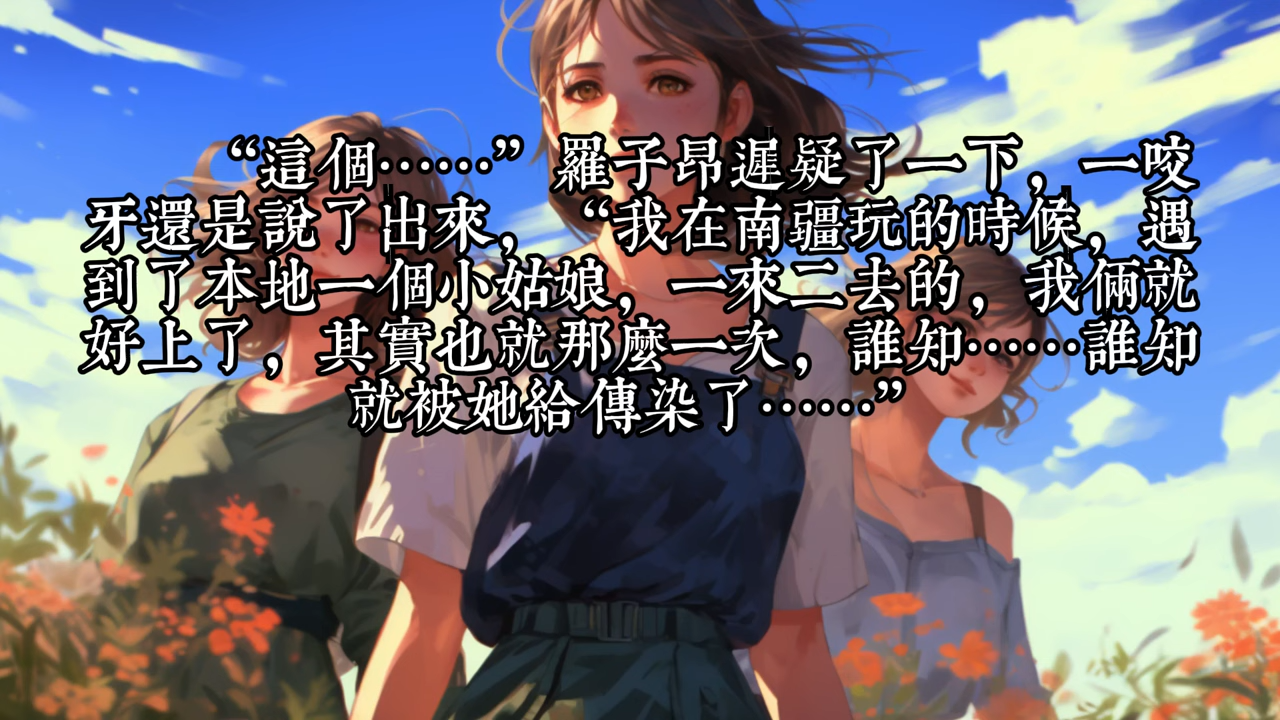 “這個······”羅子昂遲疑了一下，一咬
牙還是說了出來，“我在南疆玩的時候，遇
到了本地一個小姑娘，一來二去的，我倆就
好上了，其實也就那麼一次，誰知······誰知
就被她給傳染了······”